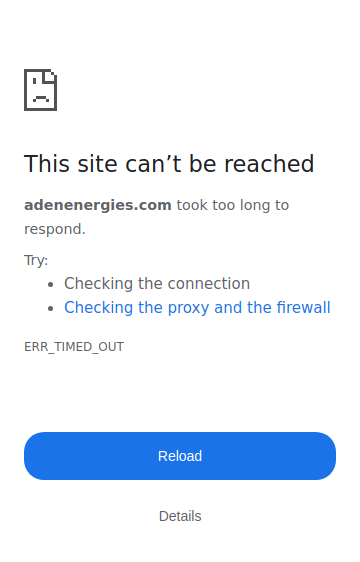 This site can’t be reached
adenenergies.com took too long to
respond.
Try:
Checking the connection
Checking the proxy and the firewall
ERR_TIMED_OUT
Reload
Details